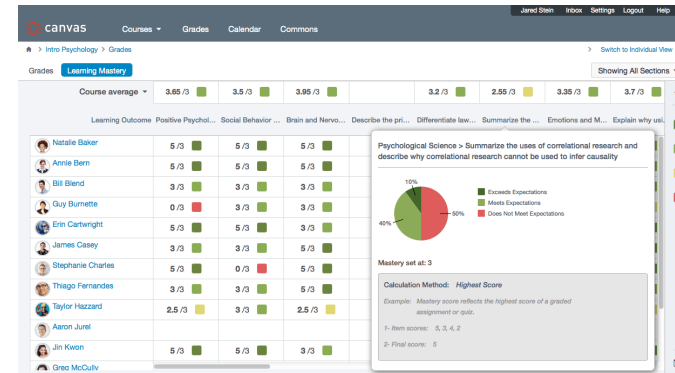 Jared Stein Inbox Settings Logout Help
canvas Courses Grades Calendar Commons
> Intro Psychology > Grades > Switch to Individual View
Grades Learning Mastery Showing All Sections
Course average 3.65 /3 3.5 /3 3.95 /3 3.2 /3 2.55 /3 3.35 /3 3.7 /3
Learning Outcome Positive Psychol... Social Behavior ... Brain and Nervo... Describe the pri... Differentiate law... Summarize the ... Emotions and M... Explain why usi...
Natalie Baker 5 /3 5 /3 5 /3
Annie Bern 5 /3 5 /3 5 /3
Bill Blend 3 /3 3 /3 3 /3
Guy Burnette 0 /3 3 /3 3 /3
Erin Cartwright 5 /3 5 /3 3 /3
James Casey 3 /3 3 /3 5 /3
Stephanie Charles 5 /3 0 /3 5 /3
Thiago Fernandes 3 /3 3 /3 5 /3
Taylor Hazzard 2.5 /3 3 /3 2.5 /3
Aaron Jurel
Jin Kwon 5 /3 5 /3 3 /3
Greg McCully
Psychological Science > Summarize the uses of correlational research and
describe why correlational research cannot be used to infer causality
10%
40%
50%
Exceeds Expectations
Meets Expectations
Does Not Meet Expectations
Mastery set at: 3
Calculation Method: Highest Score
Example: Mastery score reflects the highest score of a graded
assignment or quiz.
1- Item scores: 5, 3, 4, 2
2- Final score: 5